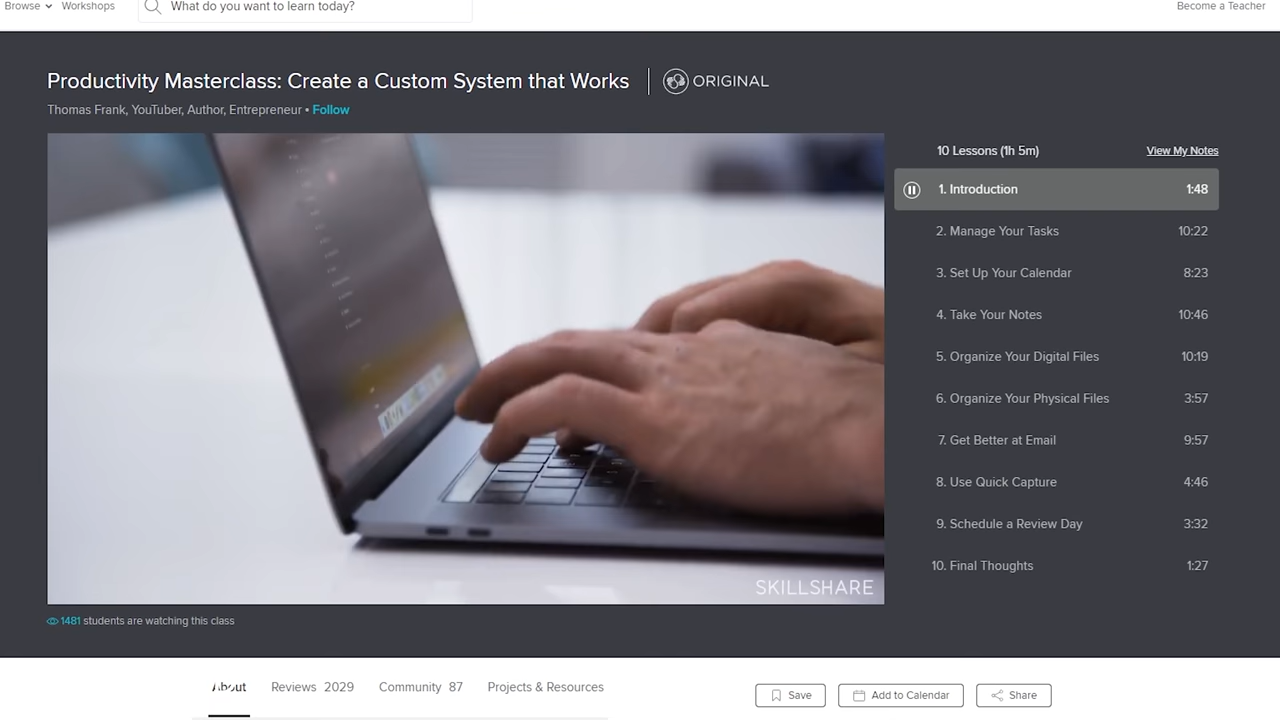 Browse Workshops What do you want to learn today? Become a Teacher
Productivity Masterclass: Create a Custom System that Works ORIGINAL
Thomas Frank, YouTuber, Author, Entrepreneur • Follow
10 Lessons (1h 5m) View My Notes
1. Introduction 1:48
2. Manage Your Tasks 10:22
3. Set Up Your Calendar 8:23
4. Take Your Notes 10:46
5. Organize Your Digital Files 10:19
6. Organize Your Physical Files 3:57
7. Get Better at Email 9:57
8. Use Quick Capture 4:46
9. Schedule a Review Day 3:32
10. Final Thoughts 1:27
SKILLSHARE
1481 students are watching this class
About Reviews 2029 Community 87 Projects & Resources Save Add to Calendar Share